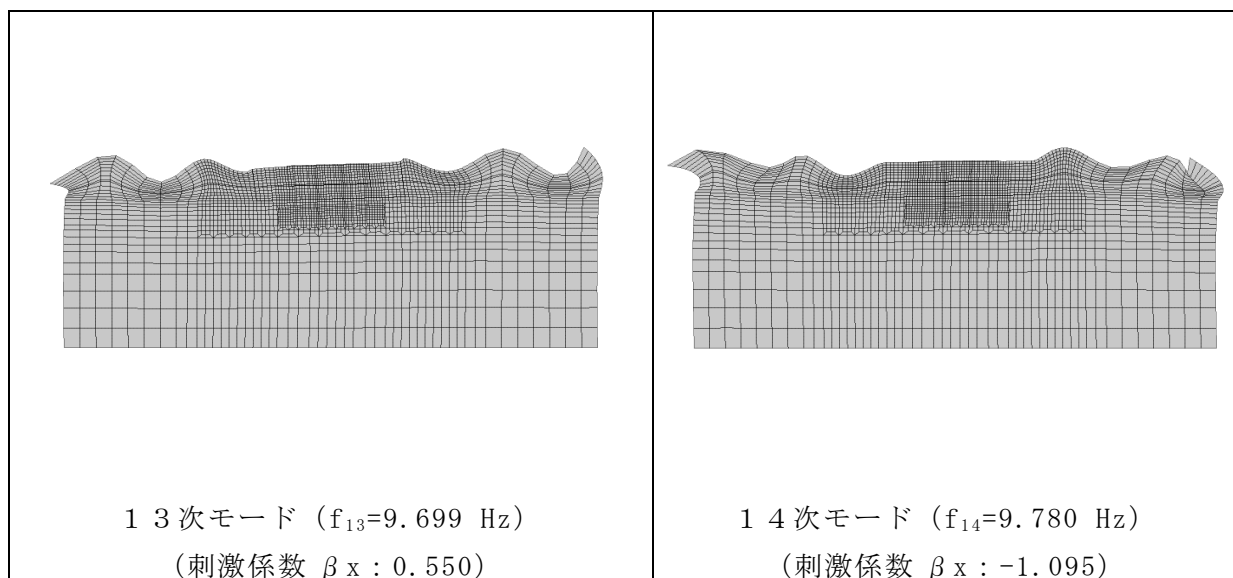 １３次モード (f₁₃=9.699 Hz)
(刺激係数 βx：0.550)
１４次モード (f₁₄=9.780 Hz)
(刺激係数 βx：-1.095)